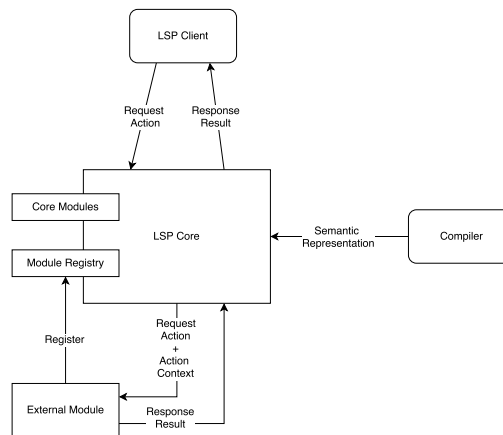 LSP Client
Request
Action
Response
Result
Core Modules
LSP Core
Module Registry
Semantic
Representation
Compiler
Request
Action
+
Action
Context
Register
External Module
Response
Result